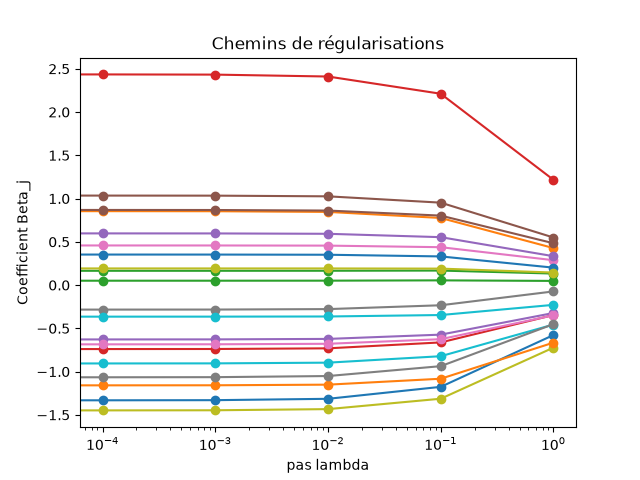 Chemins de régularisations
2.5
2.0
1.5
1.0
0.5
0.0
−0.5
−1.0
−1.5
Coefficient Beta_j
10⁻⁴ 10⁻³ 10⁻² 10⁻¹ 10⁰
pas lambda